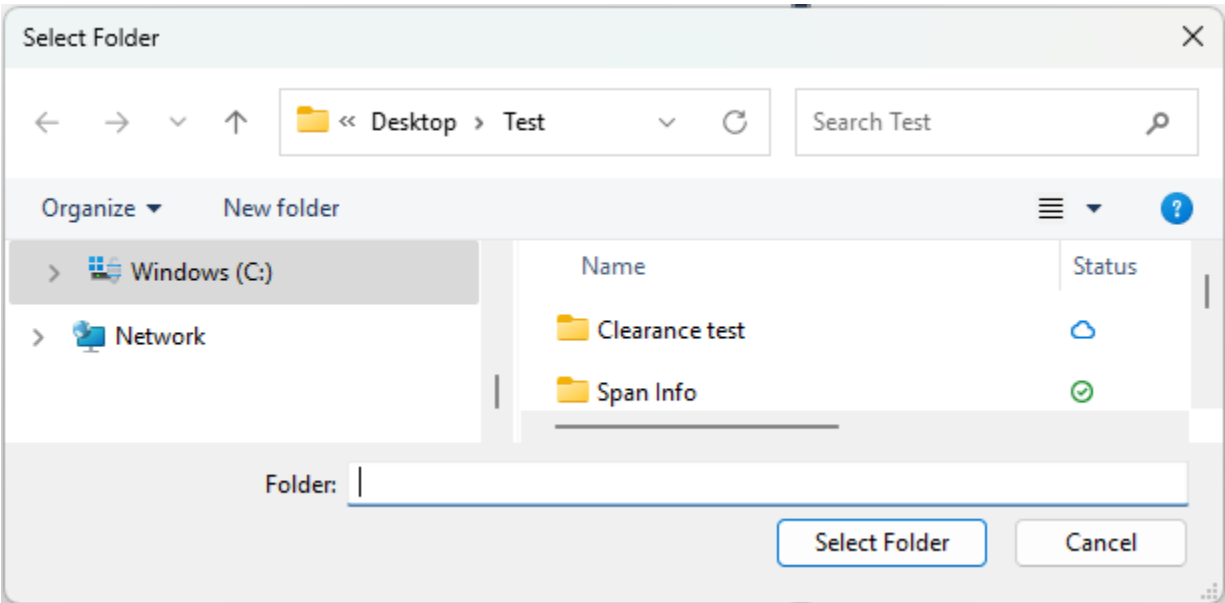 Select Folder
« Desktop > Test
Search Test
Organize
New folder
?
Windows (C:)
Name
Status
Network
Clearance test
Span Info
Folder:
Select Folder
Cancel